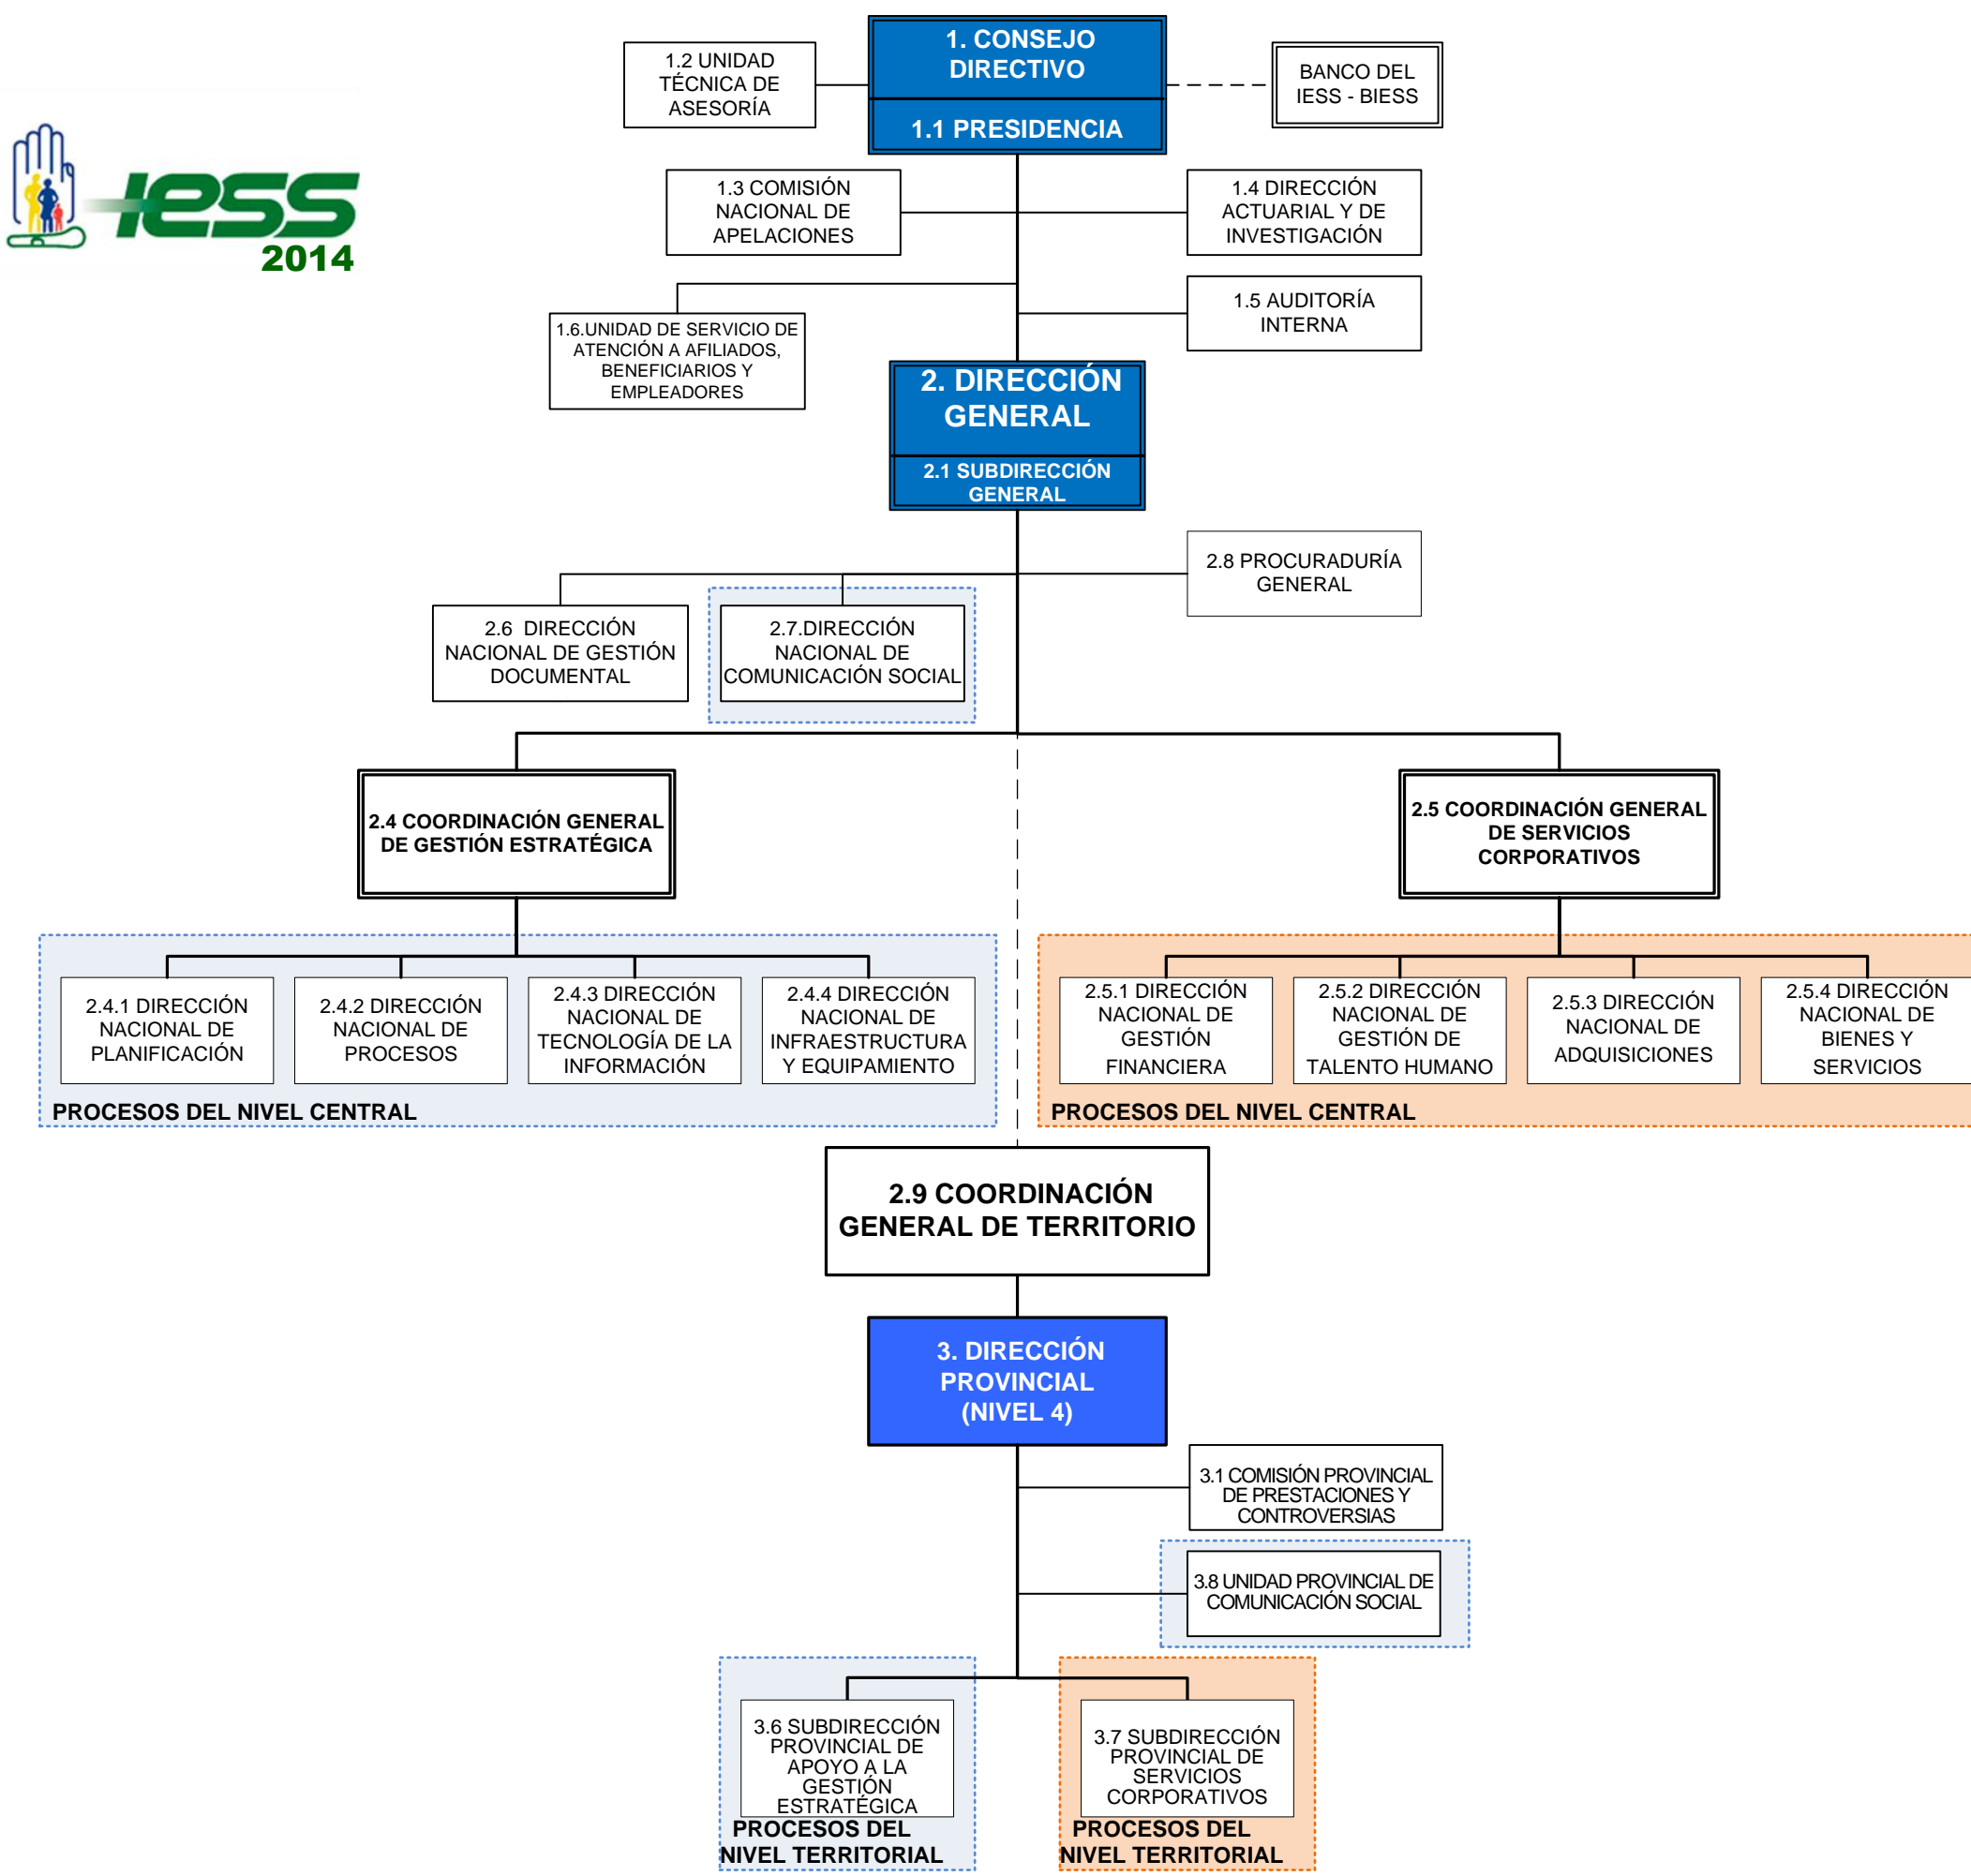 1. CONSEJO
DIRECTIVO
1.1 PRESIDENCIA
1.2 UNIDAD
TÉCNICA DE
ASESORÍA
BANCO DEL
IESS - BIESS
iess
2014
1.3 COMISIÓN
NACIONAL DE
APELACIONES
1.4 DIRECCIÓN
ACTUARIAL Y DE
INVESTIGACIÓN
1.5 AUDITORÍA
INTERNA
1.6.UNIDAD DE SERVICIO DE
ATENCIÓN A AFILIADOS,
BENEFICIARIOS Y
EMPLEADORES
2. DIRECCIÓN
GENERAL
2.1 SUBDIRECCIÓN
GENERAL
2.8 PROCURADURÍA
GENERAL
2.6 DIRECCIÓN
NACIONAL DE GESTIÓN
DOCUMENTAL
2.7.DIRECCIÓN
NACIONAL DE
COMUNICACIÓN SOCIAL
2.4 COORDINACIÓN GENERAL
DE GESTIÓN ESTRATÉGICA
2.5 COORDINACIÓN GENERAL
DE SERVICIOS
CORPORATIVOS
2.4.1 DIRECCIÓN
NACIONAL DE
PLANIFICACIÓN
2.4.2 DIRECCIÓN
NACIONAL DE
PROCESOS
2.4.3 DIRECCIÓN
NACIONAL DE
TECNOLOGÍA DE LA
INFORMACIÓN
2.4.4 DIRECCIÓN
NACIONAL DE
INFRAESTRUCTURA
Y EQUIPAMIENTO
PROCESOS DEL NIVEL CENTRAL
2.5.1 DIRECCIÓN
NACIONAL DE
GESTIÓN
FINANCIERA
2.5.2 DIRECCIÓN
NACIONAL DE
GESTIÓN DE
TALENTO HUMANO
2.5.3 DIRECCIÓN
NACIONAL DE
ADQUISICIONES
2.5.4 DIRECCIÓN
NACIONAL DE
BIENES Y
SERVICIOS
PROCESOS DEL NIVEL CENTRAL
2.9 COORDINACIÓN
GENERAL DE TERRITORIO
3. DIRECCIÓN
PROVINCIAL
(NIVEL 4)
3.1 COMISIÓN PROVINCIAL
DE PRESTACIONES Y
CONTROVERSIAS
3.8 UNIDAD PROVINCIAL DE
COMUNICACIÓN SOCIAL
3.6 SUBDIRECCIÓN
PROVINCIAL DE
APOYO A LA
GESTIÓN
ESTRATÉGICA
PROCESOS DEL
NIVEL TERRITORIAL
3.7 SUBDIRECCIÓN
PROVINCIAL DE
SERVICIOS
CORPORATIVOS
PROCESOS DEL
NIVEL TERRITORIAL